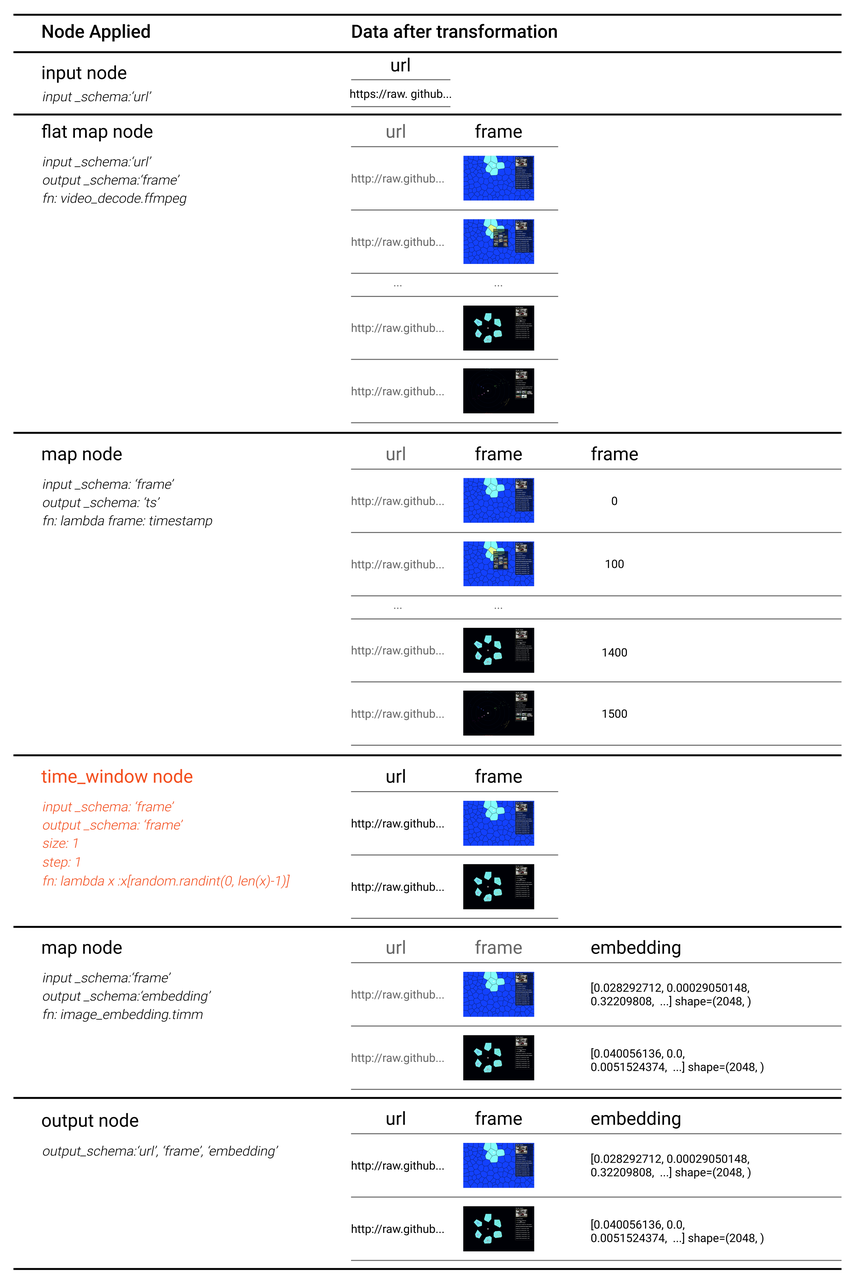 Node Applied
Data after transformation
input node
input _schema:‘url’
url
https://raw. github...
flat map node
input _schema:‘url’
output _schema:‘frame’
fn: video_decode.ffmpeg
url frame
http://raw.github...
http://raw.github...
... ...
http://raw.github...
http://raw.github...
map node
input _schema: ‘frame’
output _schema: ‘ts’
fn: lambda frame: timestamp
url frame frame
http://raw.github... 0
http://raw.github... 100
... ...
http://raw.github... 1400
http://raw.github... 1500
time_window node
input _schema: ‘frame’
output _schema: ‘frame’
size: 1
step: 1
fn: lambda x :x[random.randint(0, len(x)-1)]
url frame
http://raw.github...
http://raw.github...
map node
input _schema:‘frame’
output _schema:‘embedding’
fn: image_embedding.timm
url frame embedding
http://raw.github... [0.028292712, 0.00029050148,
0.32209808, ...] shape=(2048, )
http://raw.github... [0.040056136, 0.0,
0.0051524374, ...] shape=(2048, )
output node
output_schema:‘url’, ‘frame’, ‘embedding’
url frame embedding
http://raw.github... [0.028292712, 0.00029050148,
0.32209808, ...] shape=(2048, )
http://raw.github... [0.040056136, 0.0,
0.0051524374, ...] shape=(2048, )